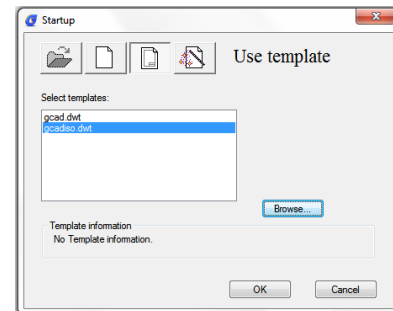 Startup
Use template
Select templates:
gcad.dwt
gcadiso.dwt
Browse...
Template information
No Template information.
OK Cancel